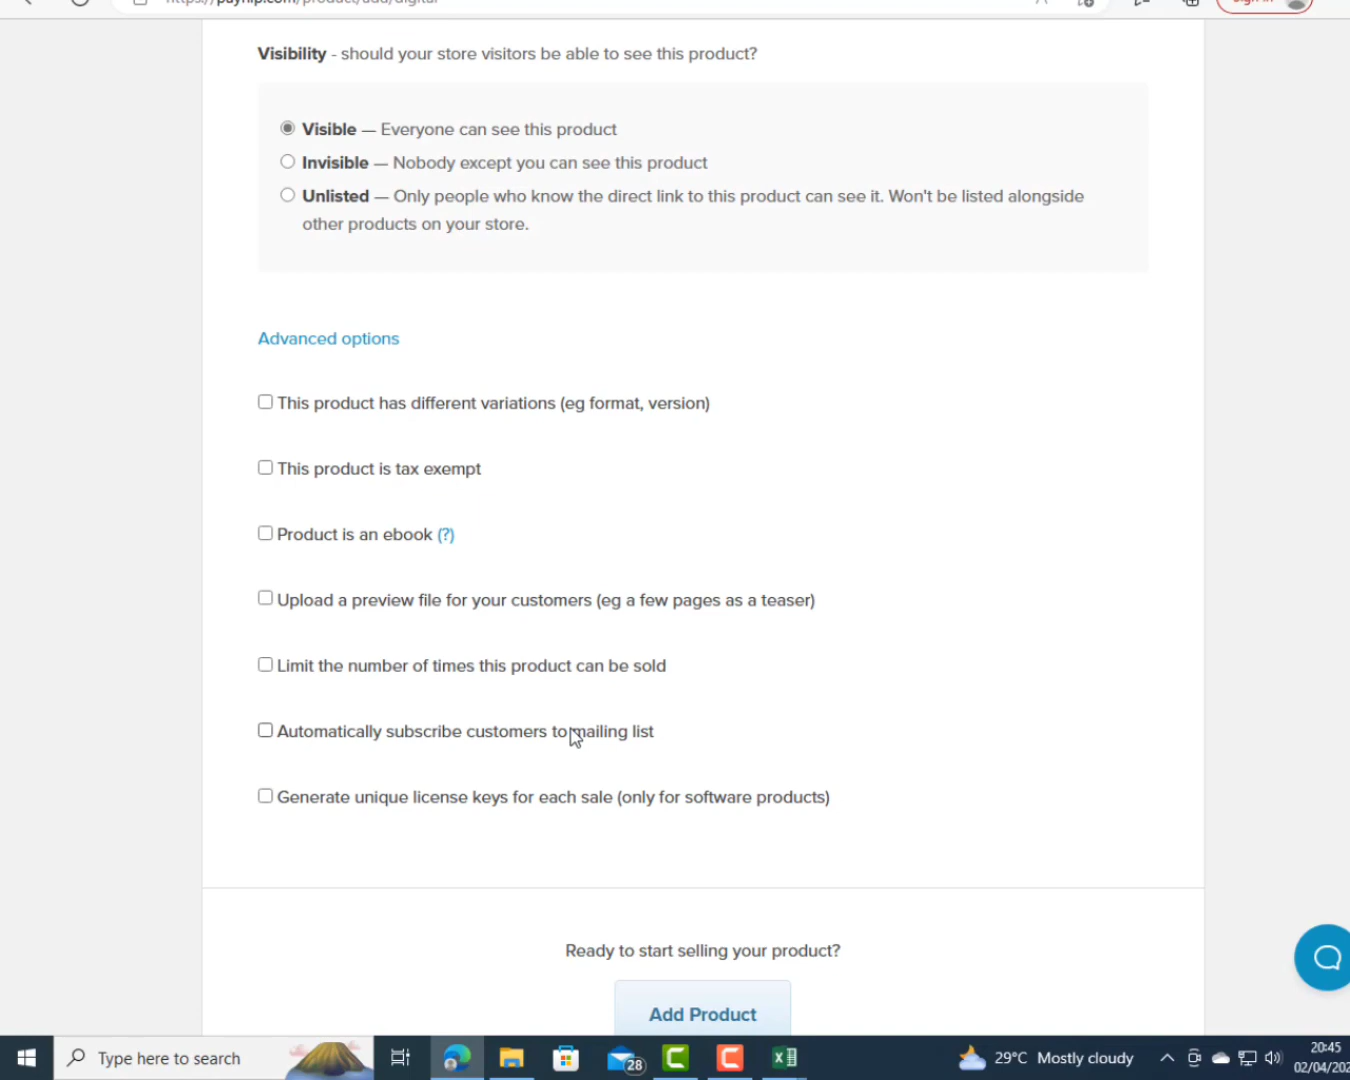 Visibility - should your store visitors be able to see this product?
Visible — Everyone can see this product
Invisible — Nobody except you can see this product
Unlisted — Only people who know the direct link to this product can see it. Won't be listed alongside
other products on your store.
Advanced options
This product has different variations (eg format, version)
This product is tax exempt
Product is an ebook (?)
Upload a preview file for your customers (eg a few pages as a teaser)
Limit the number of times this product can be sold
Automatically subscribe customers to mailing list
Generate unique license keys for each sale (only for software products)
Ready to start selling your product?
Add Product
Type here to search
28
29°C Mostly cloudy
20:45
02/04/202